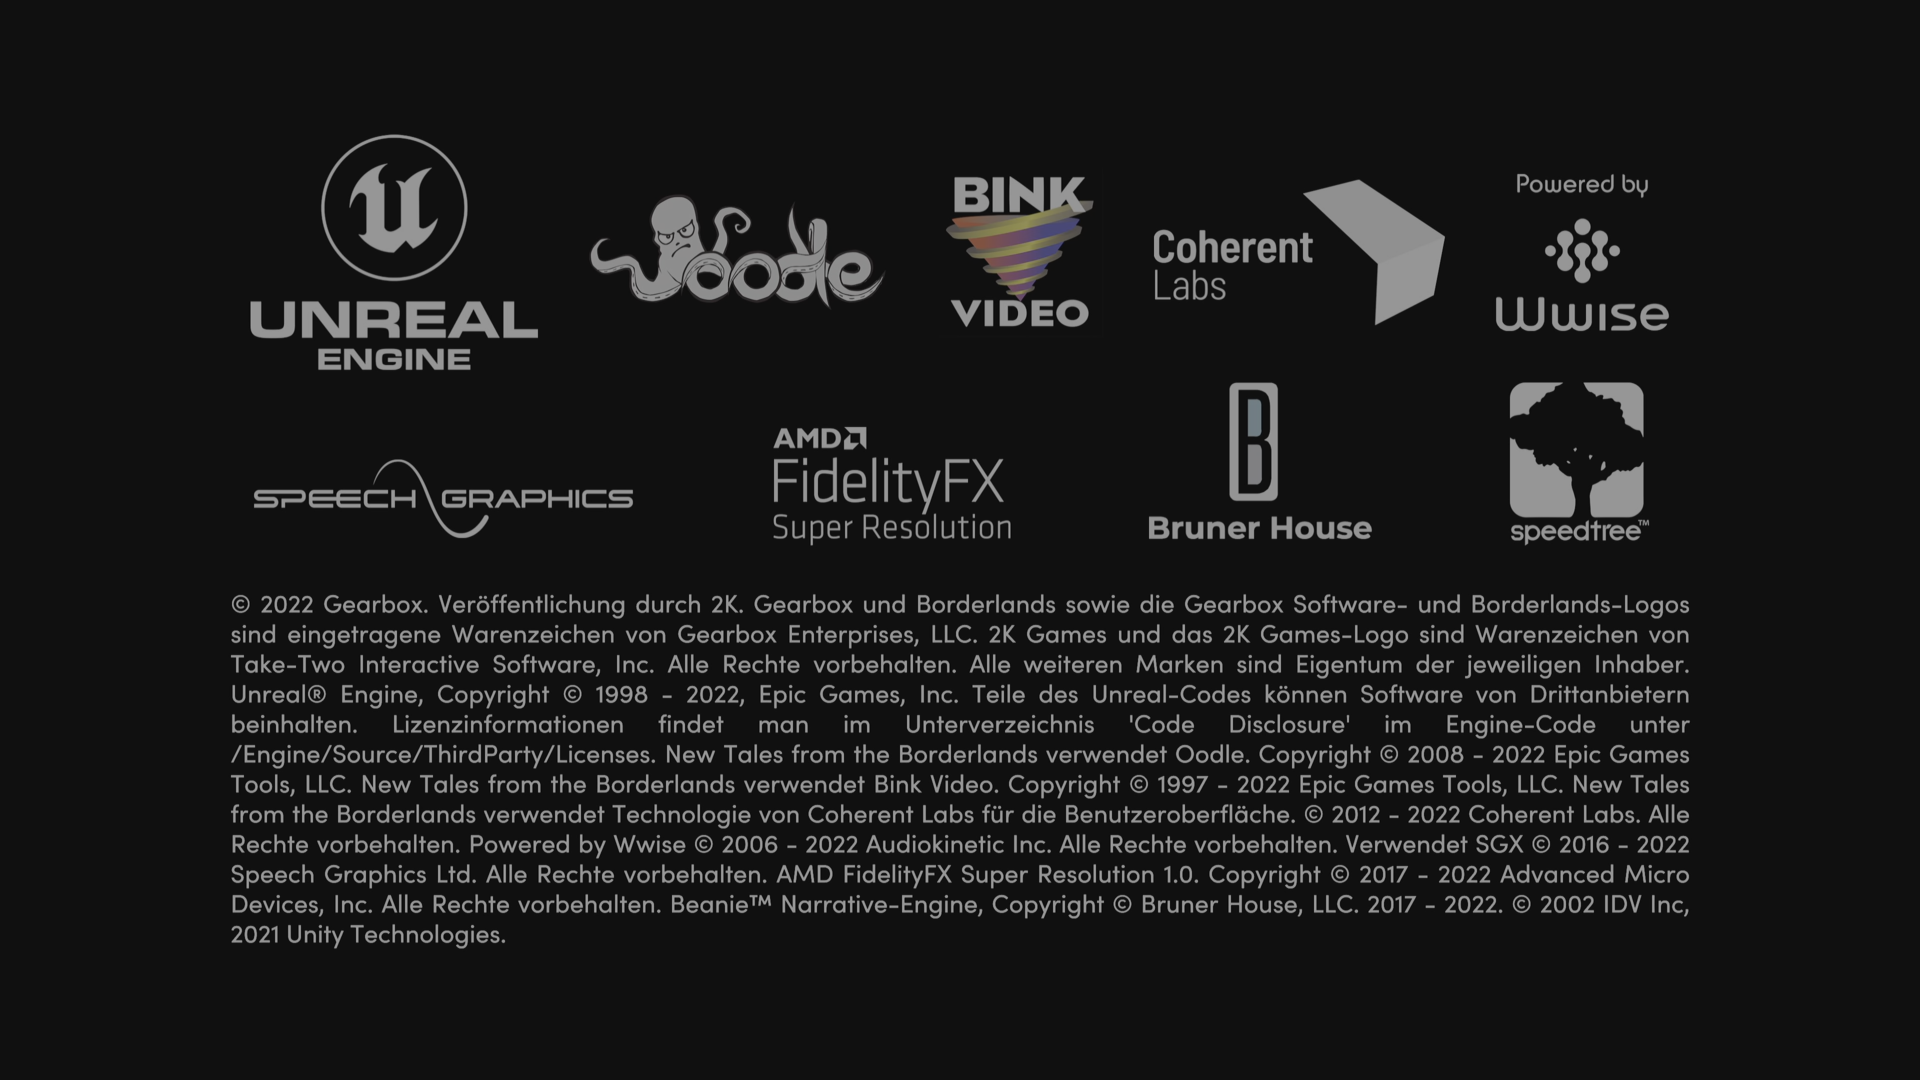 UNREAL
ENGINE
oodle
BINK
VIDEO
Coherent
Labs
Powered by
Wwise
SPEECH GRAPHICS
AMD
FidelityFX
Super Resolution
B
Bruner House
speedtree™
© 2022 Gearbox. Veröffentlichung durch 2K. Gearbox und Borderlands sowie die Gearbox Software- und Borderlands-Logos
sind eingetragene Warenzeichen von Gearbox Enterprises, LLC. 2K Games und das 2K Games-Logo sind Warenzeichen von
Take-Two Interactive Software, Inc. Alle Rechte vorbehalten. Alle weiteren Marken sind Eigentum der jeweiligen Inhaber.
Unreal® Engine, Copyright © 1998 - 2022, Epic Games, Inc. Teile des Unreal-Codes können Software von Drittanbietern
beinhalten. Lizenzinformationen findet man im Unterverzeichnis 'Code Disclosure' im Engine-Code unter
/Engine/Source/ThirdParty/Licenses. New Tales from the Borderlands verwendet Oodle. Copyright © 2008 - 2022 Epic Games
Tools, LLC. New Tales from the Borderlands verwendet Bink Video. Copyright © 1997 - 2022 Epic Games Tools, LLC. New Tales
from the Borderlands verwendet Technologie von Coherent Labs für die Benutzeroberfläche. © 2012 - 2022 Coherent Labs. Alle
Rechte vorbehalten. Powered by Wwise © 2006 - 2022 Audiokinetic Inc. Alle Rechte vorbehalten. Verwendet SGX © 2016 - 2022
Speech Graphics Ltd. Alle Rechte vorbehalten. AMD FidelityFX Super Resolution 1.0. Copyright © 2017 - 2022 Advanced Micro
Devices, Inc. Alle Rechte vorbehalten. Beanie™ Narrative-Engine, Copyright © Bruner House, LLC. 2017 - 2022. © 2002 IDV Inc,
2021 Unity Technologies.